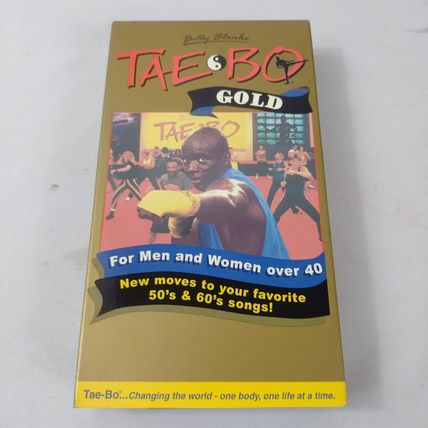 Billy Blanks
TAE BO
GOLD
TAE BO
For Men and Women over 40
New moves to your favorite
50's & 60's songs!
Tae-Bo®...Changing the world - one body, one life at a time.